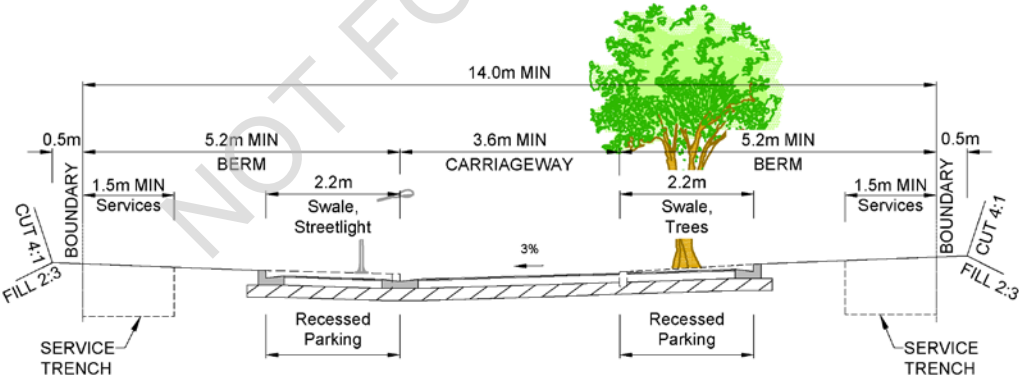 NOT FO
14.0m MIN
0.5m
5.2m MIN
3.6m MIN
5.2m MIN
0.5m
BERM
CARRIAGEWAY
BERM
BOUNDARY
1.5m MIN
Services
2.2m
Swale,
Streetlight
2.2m
Swale,
Trees
1.5m MIN
Services
BOUNDARY
CUT 4:1
FILL 2:3
3%
CUT 4:1
FILL 2:3
Recessed
Parking
Recessed
Parking
SERVICE
TRENCH
SERVICE
TRENCH